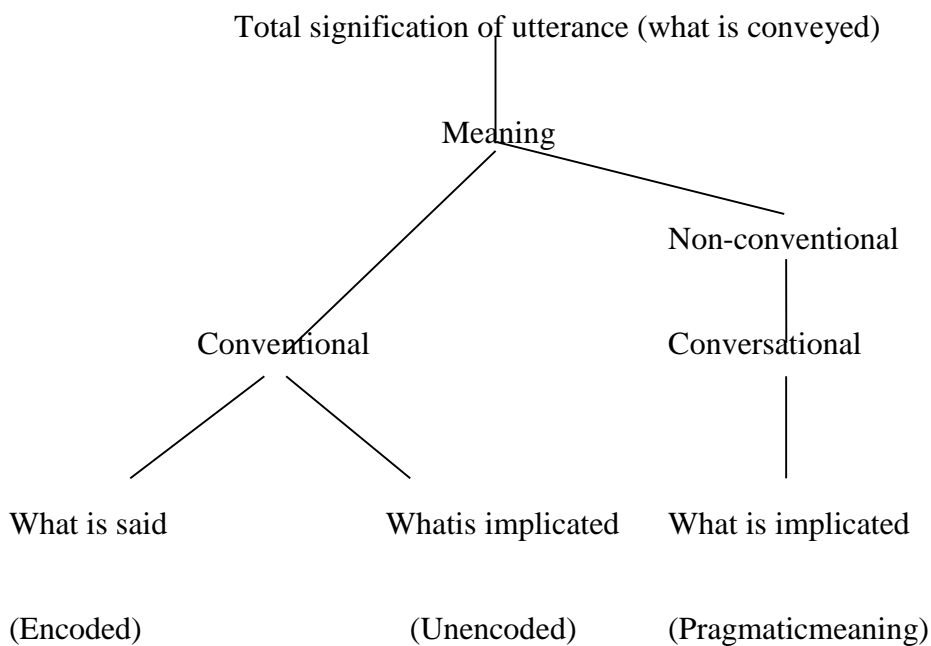 Total signification of utterance (what is conveyed)
Meaning
Non-conventional
Conventional Conversational
What is said Whatis implicated What is implicated
(Encoded) (Unencoded) (Pragmaticmeaning)